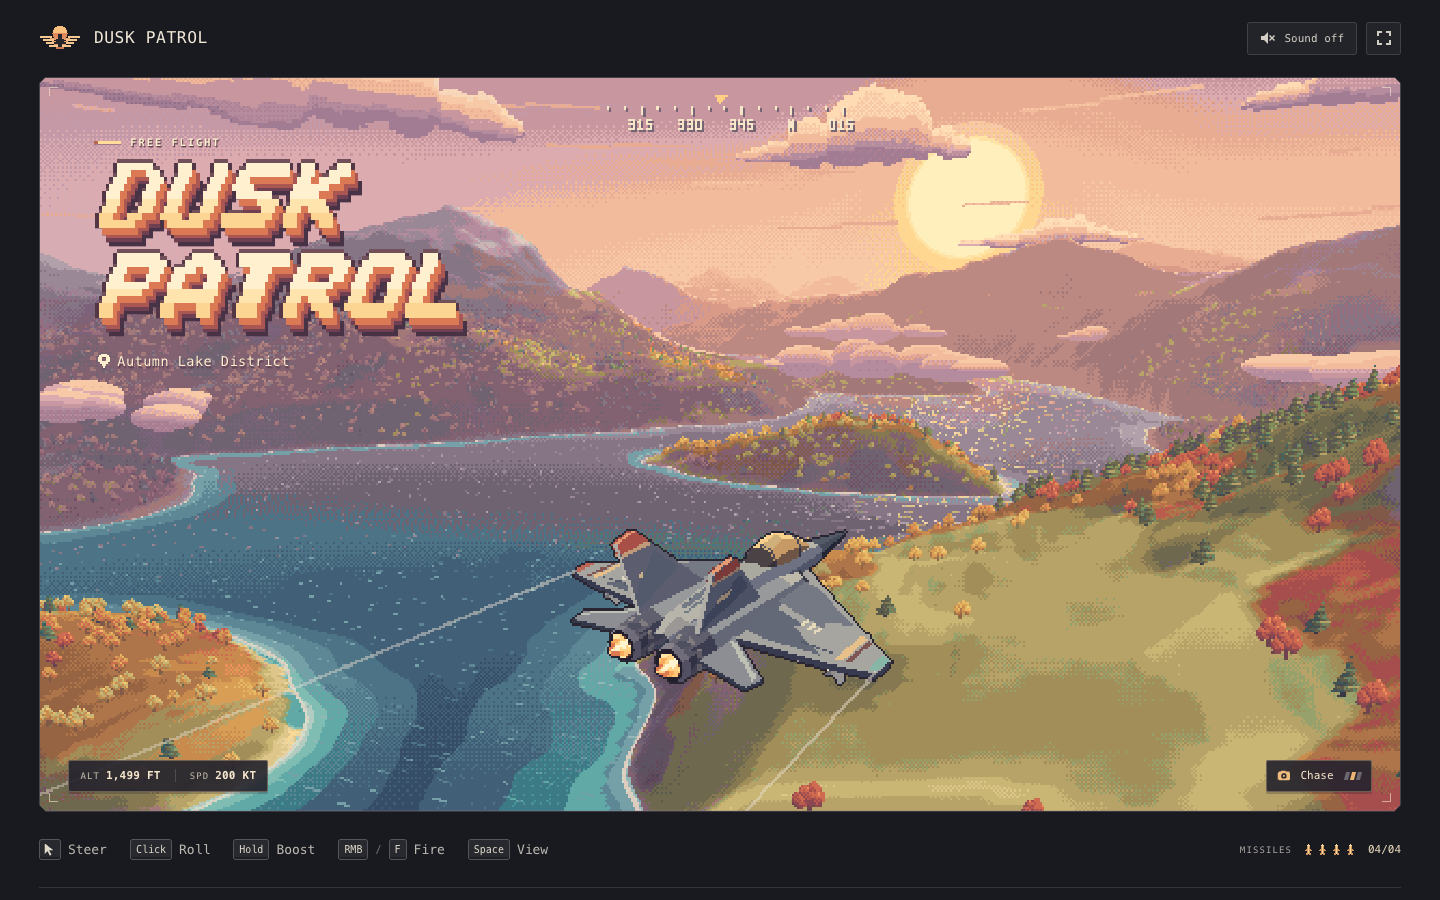 DUSK PATROL
Sound off
315 330 345 N 015
FREE FLIGHT
DUSK
PATROL
Autumn Lake District
ALT 1,499 FT SPD 200 KT
Chase
Steer Click Roll Hold Boost RMB / F Fire Space View
MISSILES 04/04